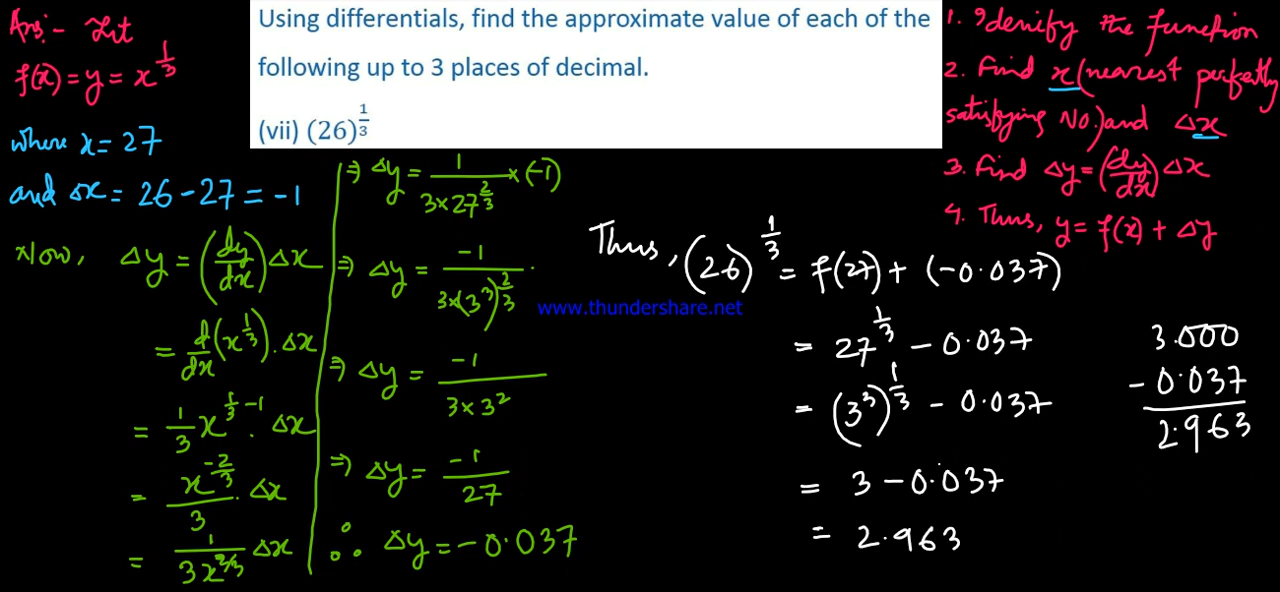 Using differentials, find the approximate value of each of the
following up to 3 places of decimal.
(vii) (26)^(1/3)
Ans:- Let
f(x) = y = x^(1/3)
where x = 27
and Δx = 26 - 27 = -1
Now, Δy = (dy/dx) Δx
= d/dx (x^(1/3)) . Δx
= 1/3 x^(1/3 - 1) . Δx
= x^(-2/3)/3 . Δx
= 1/(3x^(2/3)) Δx
⇒ Δy = 1/(3 × 27^(2/3)) × (-1)
⇒ Δy = -1/(3×(3^3)^(2/3)) .
⇒ Δy = -1/(3 × 3^2)
⇒ Δy = -1/27
∴ Δy = -0.037
1. Idenify the function
2. Find x (nearest perfectly
satisfying No.) and Δx
3. Find Δy = (dy/dx) Δx
4. Thus, y = f(x) + Δy
Thus, (26)^(1/3) = f(27) + (-0.037)
= 27^(1/3) - 0.037
= (3^3)^(1/3) - 0.037
= 3 - 0.037
= 2.963
3.000
- 0.037
2.963
www.thundershare.net